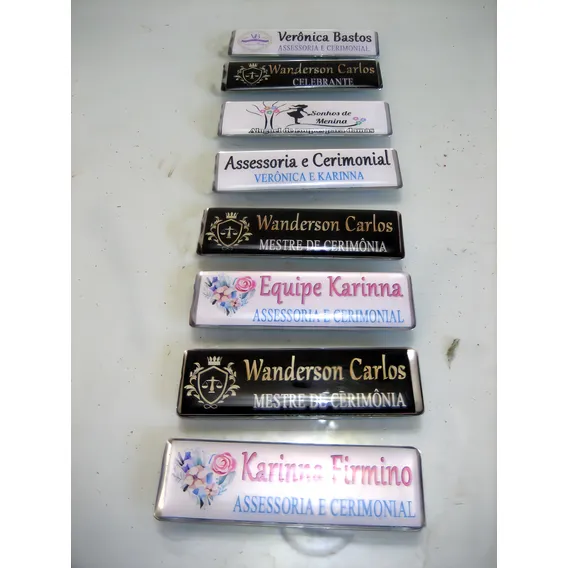 Verônica Bastos
ASSESSORIA E CERIMONIAL
Wanderson Carlos
CELEBRANTE
Sonhos de
Menina
Assessoria e Cerimonial
VERÔNICA E KARINNA
Wanderson Carlos
MESTRE DE CERIMÔNIA
Equipe Karinna
ASSESSORIA E CERIMONIAL
Wanderson Carlos
MESTRE DE CERIMÔNIA
Karinna Firmino
ASSESSORIA E CERIMONIAL